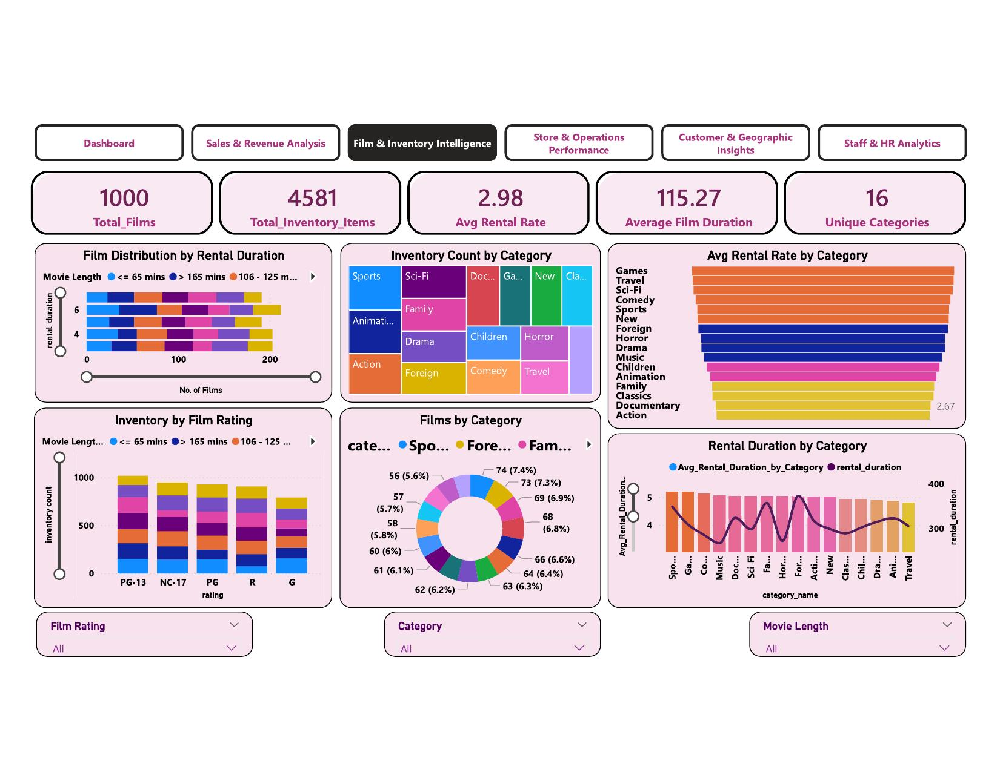 Dashboard
Sales & Revenue Analysis
Film & Inventory Intelligence
Store & Operations
Performance
Customer & Geographic
Insights
Staff & HR Analytics
1000
Total_Films
4581
Total_Inventory_Items
2.98
Avg Rental Rate
115.27
Average Film Duration
16
Unique Categories
Film Distribution by Rental Duration
Movie Length <= 65 mins > 165 mins 106 - 125 m...
rental_duration
6
4
0 100 200
No. of Films
Inventory Count by Category
Sports
Animati...
Action
Sci-Fi
Family
Drama
Foreign
Doc...
Ga...
New
Cla...
Children
Comedy
Horror
Travel
Avg Rental Rate by Category
Games
Travel
Sci-Fi
Comedy
Sports
New
Foreign
Horror
Drama
Music
Children
Animation
Family
Classics
Documentary
Action
2.67
Inventory by Film Rating
Movie Lengt... <= 65 mins > 165 mins 106 - 125 ...
inventory count
1000
500
0
PG-13 NC-17 PG R G
rating
Films by Category
cate... Spo... Fore... Fam...
74 (7.4%)
73 (7.3%)
69 (6.9%)
68
(6.8%)
66 (6.6%)
64 (6.4%)
63 (6.3%)
62 (6.2%)
61 (6.1%)
60 (6%)
58
(5.8%)
57
(5.7%)
56 (5.6%)
Rental Duration by Category
Avg_Rental_Duration_by_Category rental_duration
Avg_Rental_Duration...
5
4
400
300
rental_duration
Spo... Ga... Co... Music Doc... Sci-Fi Fa... Hor... For... Acti... New Clas... Chil... Dra... Ani... Travel
category_name
Film Rating
All
Category
All
Movie Length
All